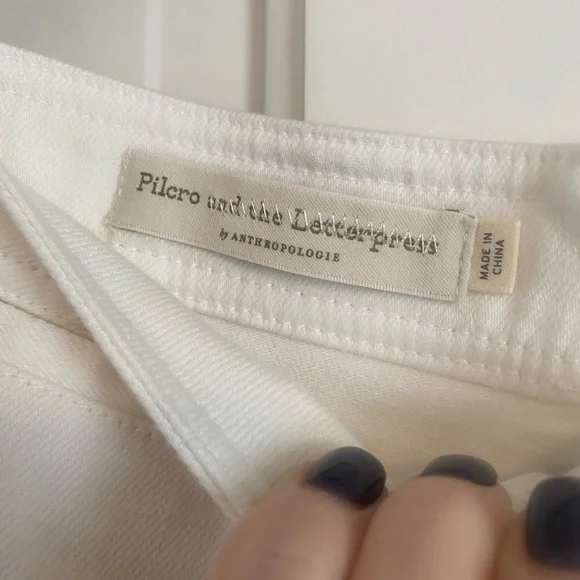 Pilcro and the Letterpress
by ANTHROPOLOGIE
MADE IN
CHINA